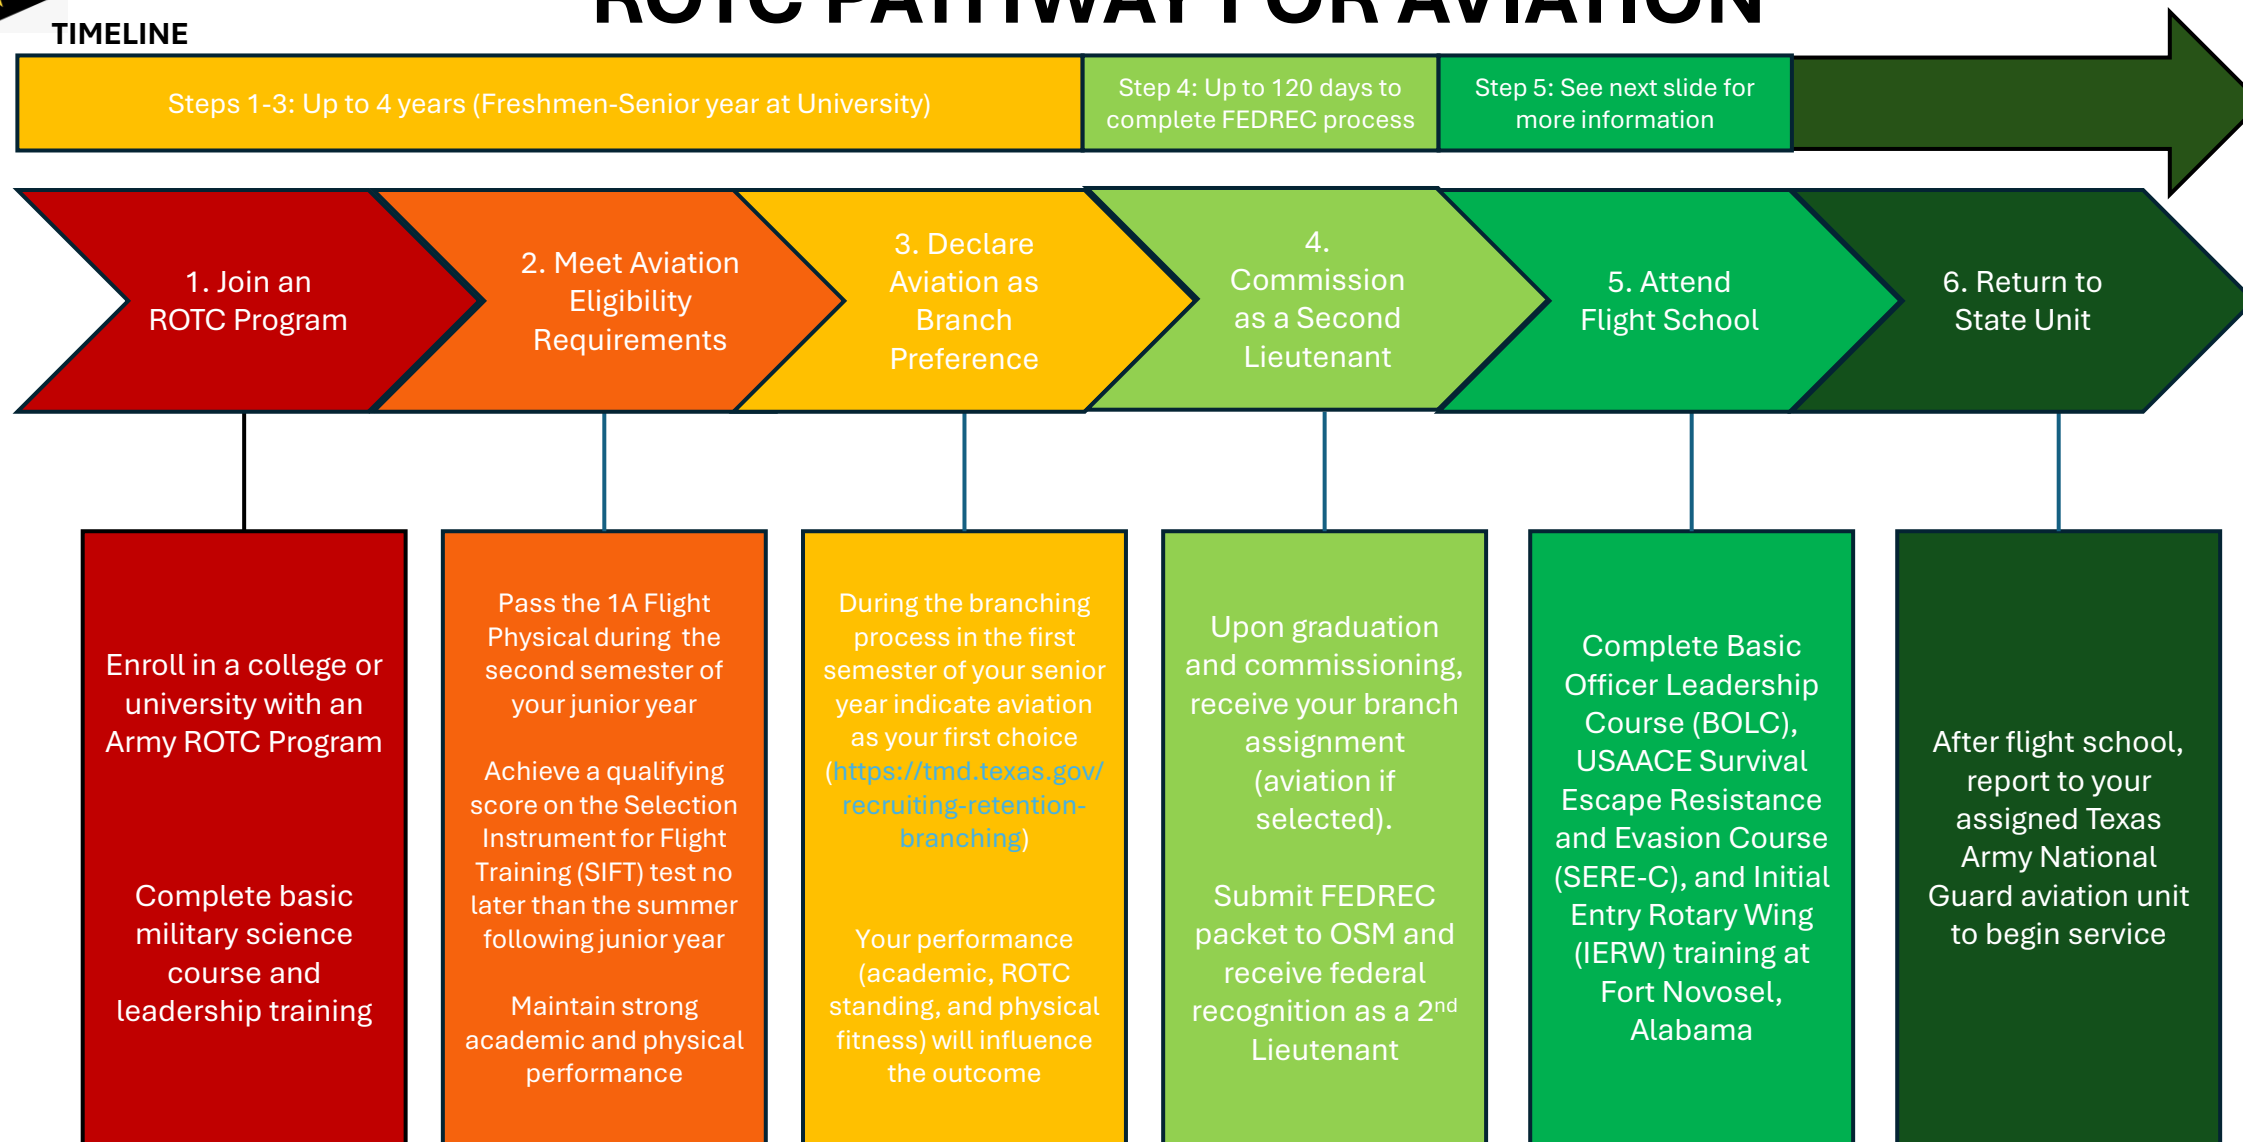 ROTC PATHWAY FOR AVIATION
TIMELINE
Steps 1-3: Up to 4 years (Freshmen-Senior year at University)
Step 4: Up to 120 days to
complete FEDREC process
Step 5: See next slide for
more information
1. Join an
ROTC Program
2. Meet Aviation
Eligibility
Requirements
3. Declare
Aviation as
Branch
Preference
4.
Commission
as a Second
Lieutenant
5. Attend
Flight School
6. Return to
State Unit
Enroll in a college or
university with an
Army ROTC Program
Complete basic
military science
course and
leadership training
Pass the 1A Flight
Physical during the
second semester of
your junior year
Achieve a qualifying
score on the Selection
Instrument for Flight
Training (SIFT) test no
later than the summer
following junior year
Maintain strong
academic and physical
performance
During the branching
process in the first
semester of your senior
year indicate aviation
as your first choice
(https://tmd.texas.gov/
recruiting-retention-
branching)
Your performance
(academic, ROTC
standing, and physical
fitness) will influence
the outcome
Upon graduation
and commissioning,
receive your branch
assignment
(aviation if
selected).
Submit FEDREC
packet to OSM and
receive federal
recognition as a 2nd
Lieutenant
Complete Basic
Officer Leadership
Course (BOLC),
USAACE Survival
Escape Resistance
and Evasion Course
(SERE-C), and Initial
Entry Rotary Wing
(IERW) training at
Fort Novosel,
Alabama
After flight school,
report to your
assigned Texas
Army National
Guard aviation unit
to begin service